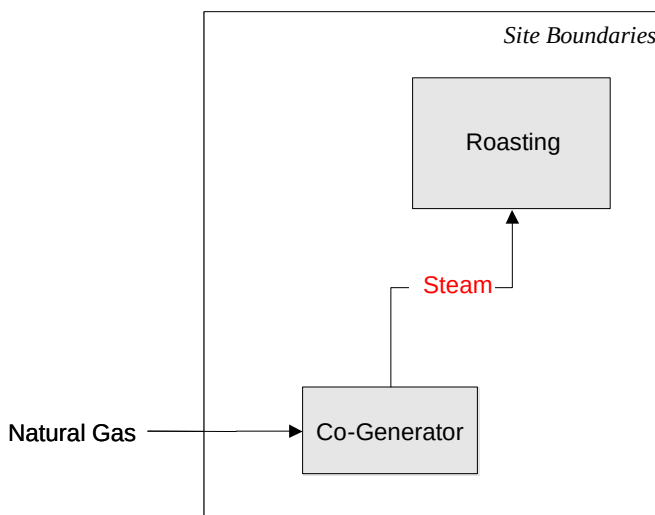 Site Boundaries
Roasting
Steam
Natural Gas
Co-Generator